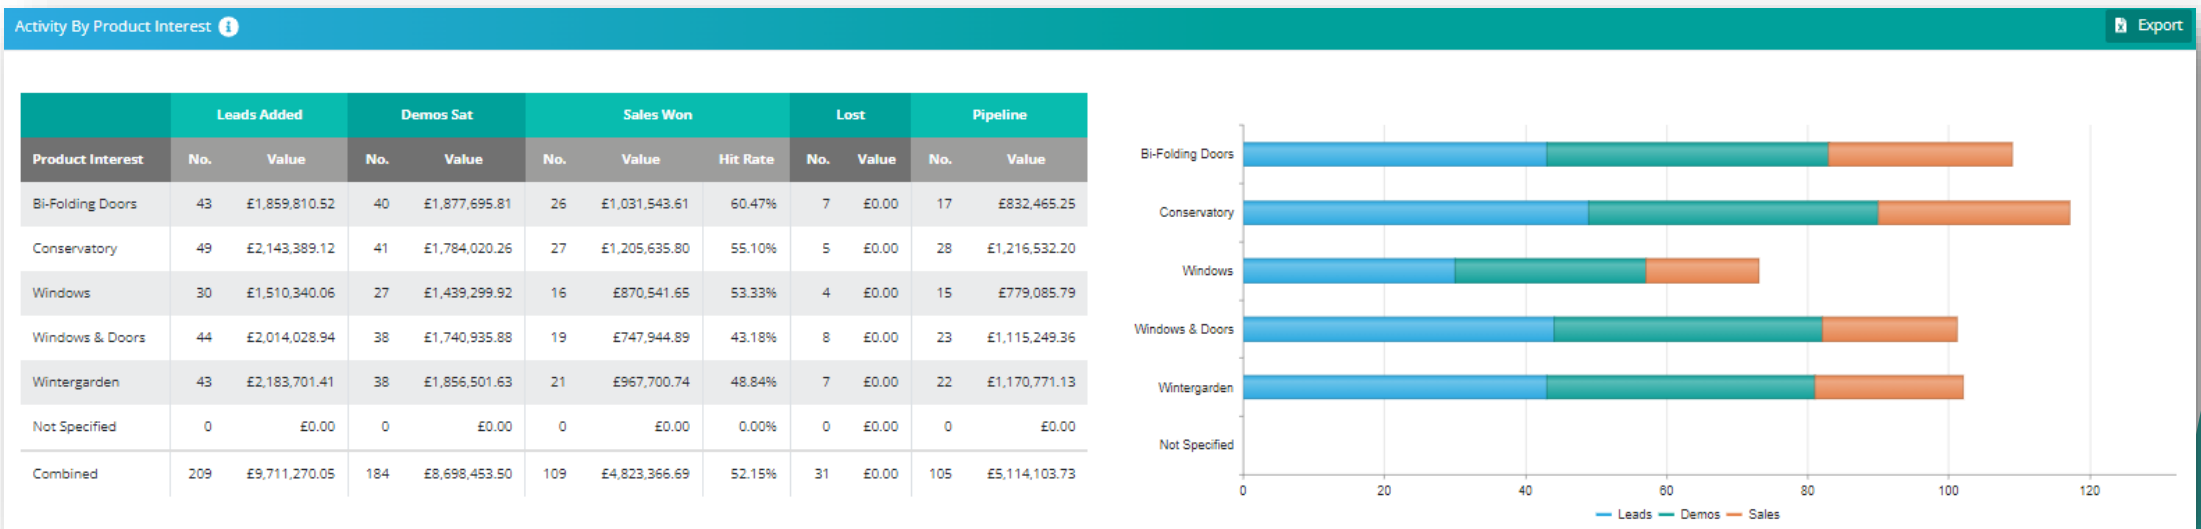 Activity By Product Interest
Export
Leads Added Demos Sat Sales Won Lost Pipeline
Product Interest No. Value No. Value No. Value Hit Rate No. Value No. Value
Bi-Folding Doors 43 £1,859,810.52 40 £1,877,695.81 26 £1,031,543.61 60.47% 7 £0.00 17 £832,465.25
Conservatory 49 £2,143,389.12 41 £1,784,020.26 27 £1,205,635.80 55.10% 5 £0.00 28 £1,216,532.20
Windows 30 £1,510,340.06 27 £1,439,299.92 16 £870,541.65 53.33% 4 £0.00 15 £779,085.79
Windows & Doors 44 £2,014,028.94 38 £1,740,935.88 19 £747,944.89 43.18% 8 £0.00 23 £1,115,249.36
Wintergarden 43 £2,183,701.41 38 £1,856,501.63 21 £967,700.74 48.84% 7 £0.00 22 £1,170,771.13
Not Specified 0 £0.00 0 £0.00 0 £0.00 0.00% 0 £0.00 0 £0.00
Combined 209 £9,711,270.05 184 £8,698,453.50 109 £4,823,366.69 52.15% 31 £0.00 105 £5,114,103.73
Bi-Folding Doors
Conservatory
Windows
Windows & Doors
Wintergarden
Not Specified
0 20 40 60 80 100 120
Leads Demos Sales